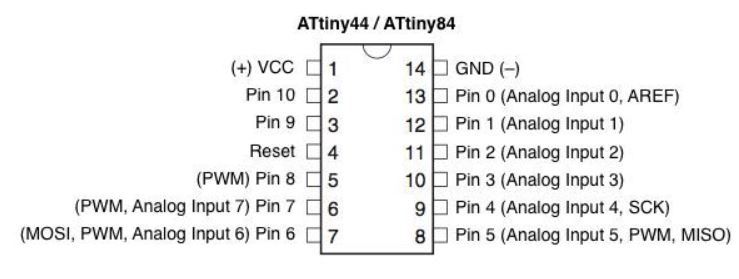 ATtiny44 / ATtiny84
(+) VCC 1 14 GND (–)
Pin 10 2 13 Pin 0 (Analog Input 0, AREF)
Pin 9 3 12 Pin 1 (Analog Input 1)
Reset 4 11 Pin 2 (Analog Input 2)
(PWM) Pin 8 5 10 Pin 3 (Analog Input 3)
(PWM, Analog Input 7) Pin 7 6 9 Pin 4 (Analog Input 4, SCK)
(MOSI, PWM, Analog Input 6) Pin 6 7 8 Pin 5 (Analog Input 5, PWM, MISO)